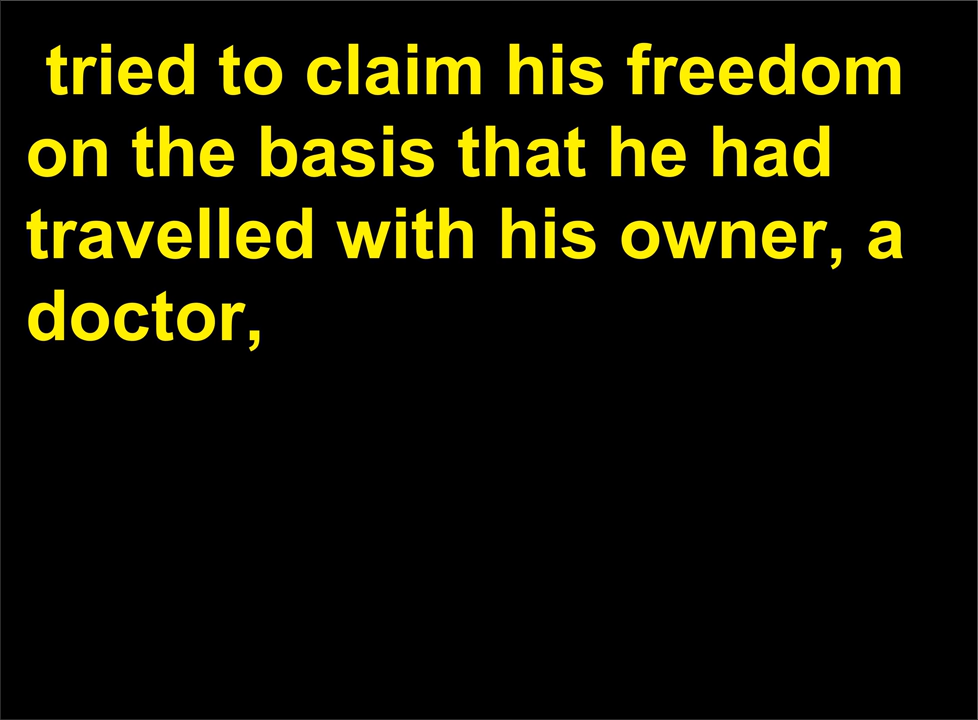 tried to claim his freedom
on the basis that he had
travelled with his owner, a
doctor,